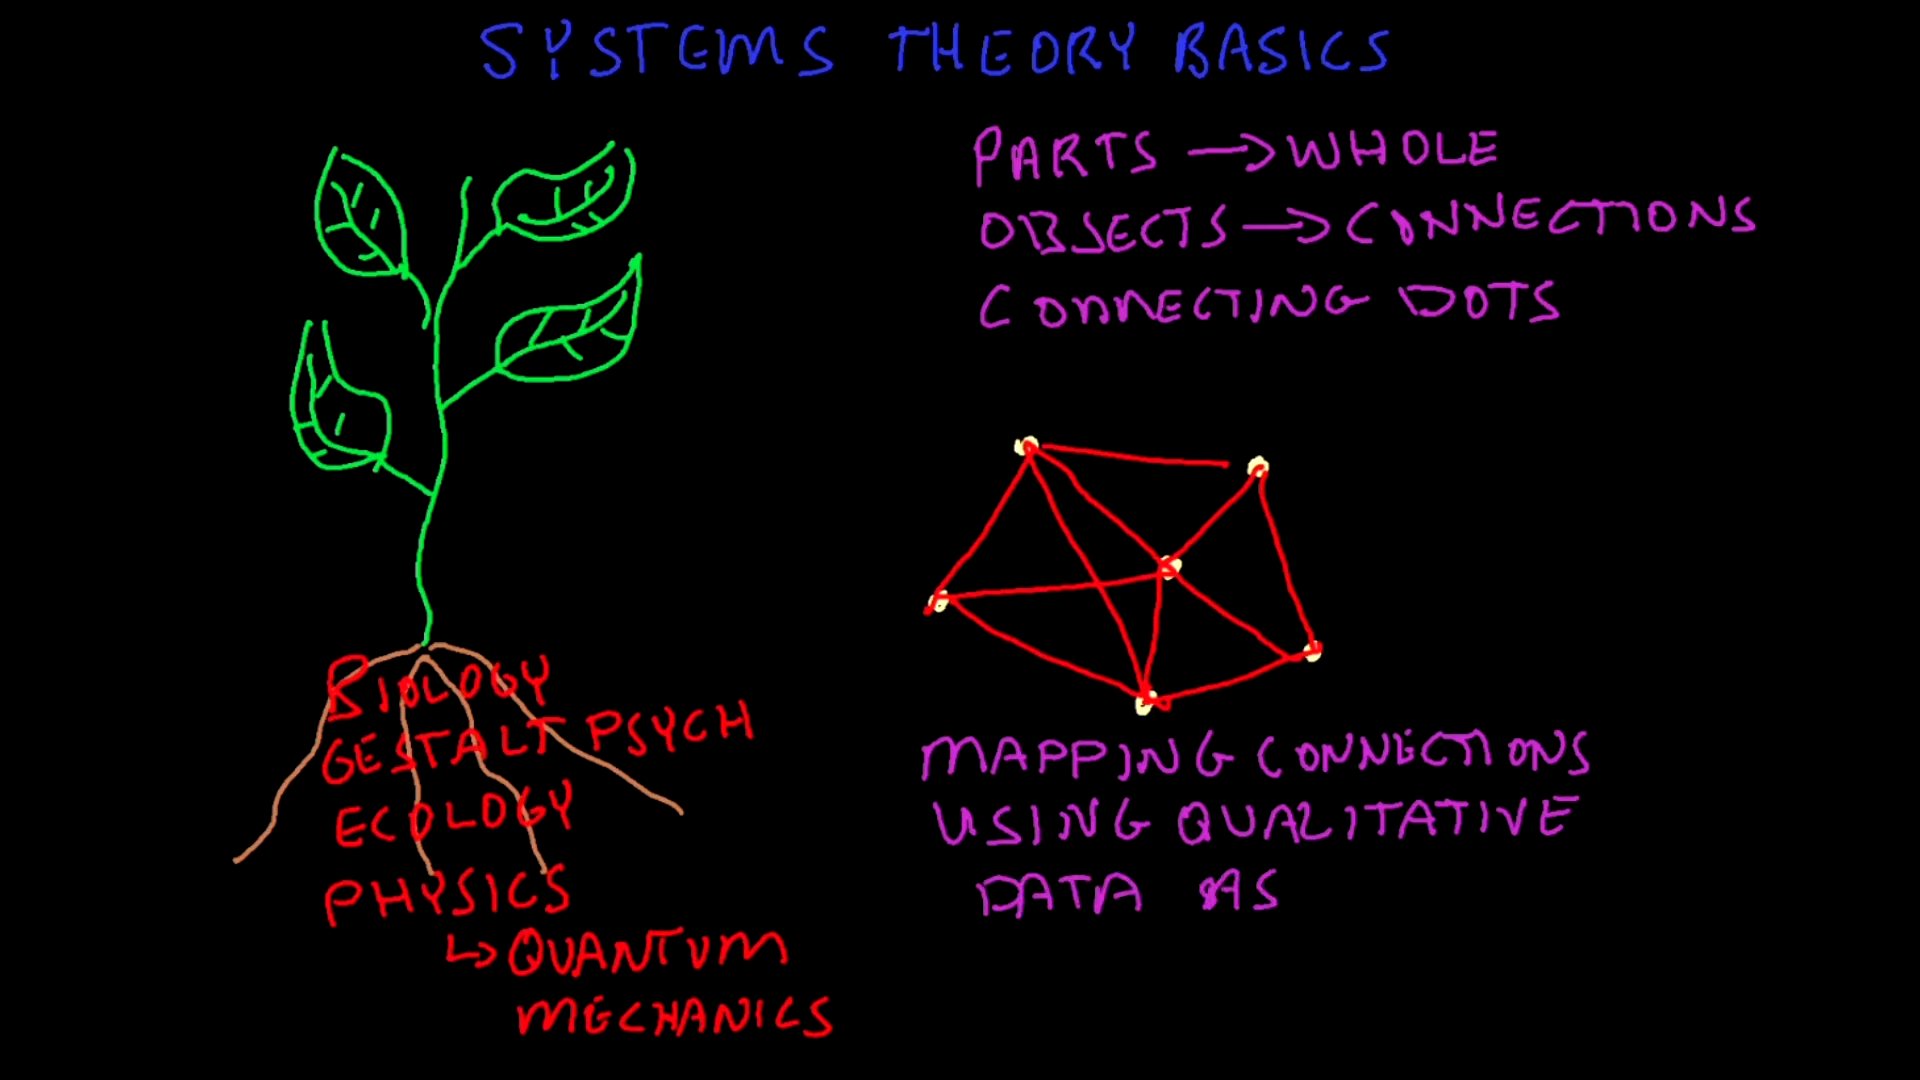 SYSTEMS THEORY BASICS
PARTS → WHOLE
OBJECTS → CONNECTIONS
CONNECTING DOTS
BIOLOGY
GESTALT PSYCH
ECOLOGY
PHYSICS
↳ QUANTUM
MECHANICS
MAPPING CONNECTIONS
USING QUALITATIVE
DATA AS